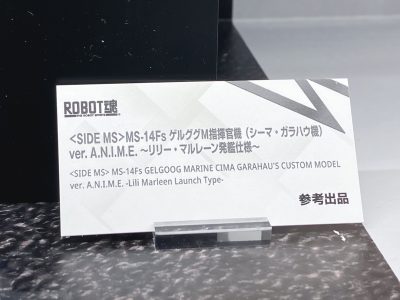 ROBOT魂
<SIDE MS>MS-14Fs ゲルググM指揮官機（シーマ・ガラハウ機）
ver. A.N.I.M.E. ～リリー・マルレーン発艦仕様～
<SIDE MS> MS-14Fs GELGOOG MARINE CIMA GARAHAU'S CUSTOM MODEL
ver. A.N.I.M.E. -Lili Marleen Launch Type-
参考出品